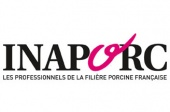 INAPORC
LES PROFESSIONNELS DE LA FILIÈRE PORCINE FRANÇAISE